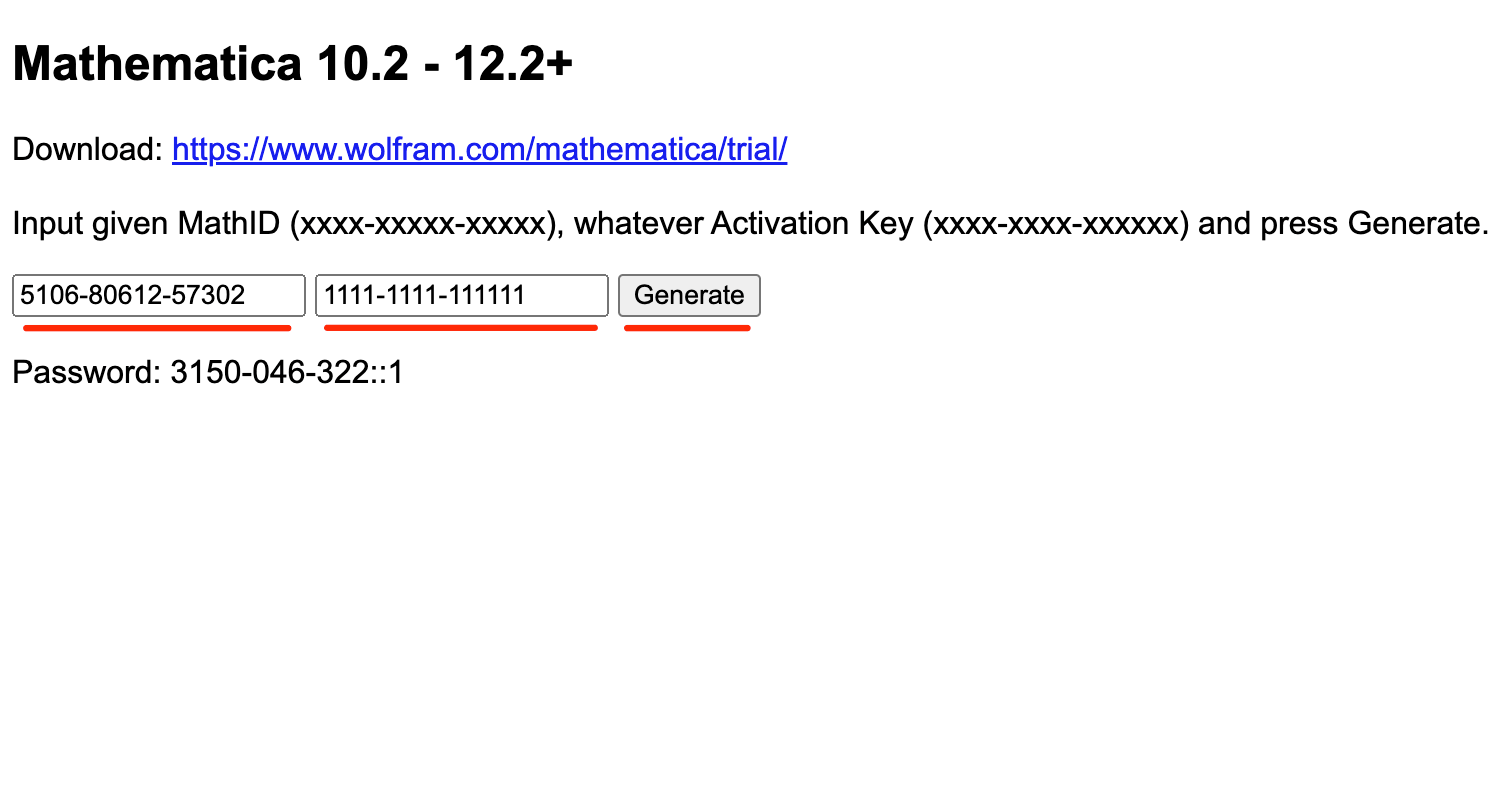 Mathematica 10.2 - 12.2+
Download: https://www.wolfram.com/mathematica/trial/
Input given MathID (xxxx-xxxxx-xxxxx), whatever Activation Key (xxxx-xxxx-xxxxxx) and press Generate.
5106-80612-57302 1111-1111-111111 Generate
Password: 3150-046-322::1